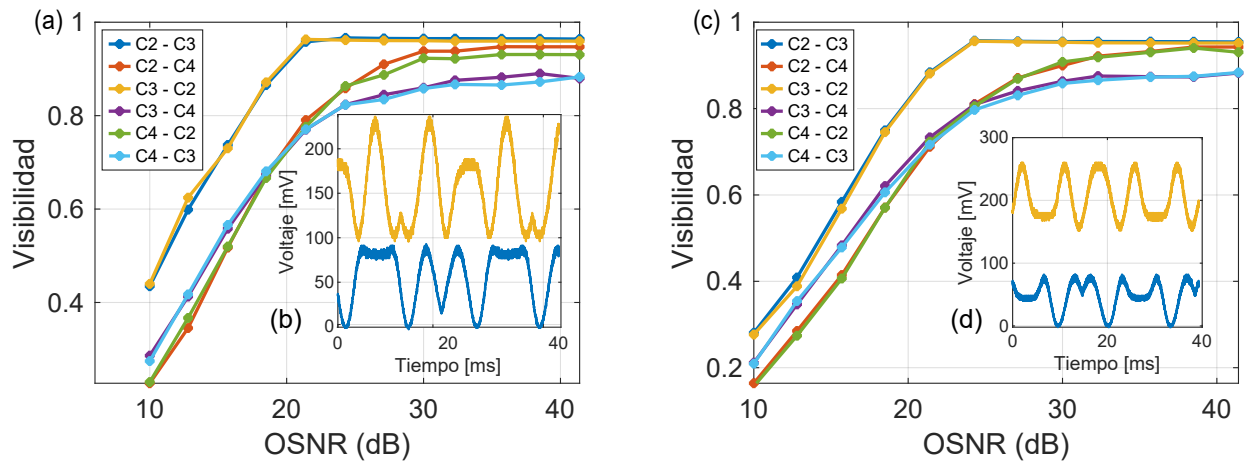 (a)
1
0.8
0.6
0.4
Visibilidad
C2 - C3
C2 - C4
C3 - C2
C3 - C4
C4 - C2
C4 - C3
10
20
30
40
OSNR (dB)
(b)
200
150
100
50
0
Voltaje [mV]
0
20
40
Tiempo [ms]
(c)
1
0.8
0.6
0.4
0.2
Visibilidad
C2 - C3
C2 - C4
C3 - C2
C3 - C4
C4 - C2
C4 - C3
10
20
30
40
OSNR (dB)
(d)
300
200
100
0
Voltaje [mV]
0
20
40
Tiempo [ms]